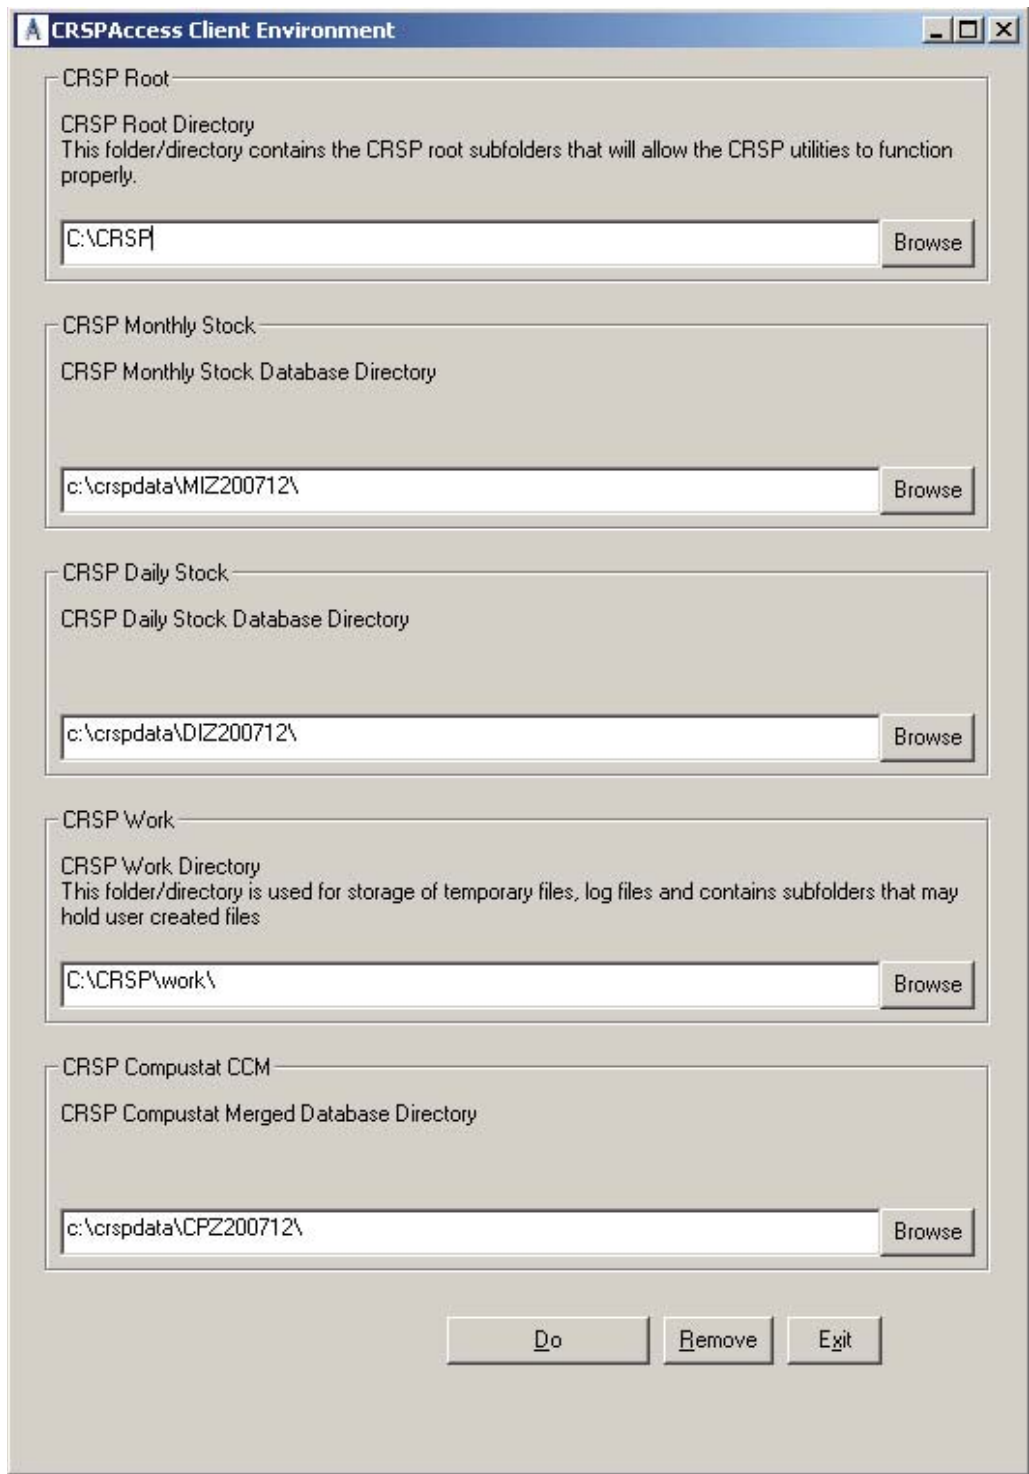 CRSPAccess Client Environment
CRSP Root
CRSP Root Directory
This folder/directory contains the CRSP root subfolders that will allow the CRSP utilities to function
properly.
C:\CRSP
Browse
CRSP Monthly Stock
CRSP Monthly Stock Database Directory
c:\crspdata\MIZ200712\
Browse
CRSP Daily Stock
CRSP Daily Stock Database Directory
c:\crspdata\DIZ200712\
Browse
CRSP Work
CRSP Work Directory
This folder/directory is used for storage of temporary files, log files and contains subfolders that may
hold user created files
C:\CRSP\work\
Browse
CRSP Compustat CCM
CRSP Compustat Merged Database Directory
c:\crspdata\CPZ200712\
Browse
Do Remove Exit